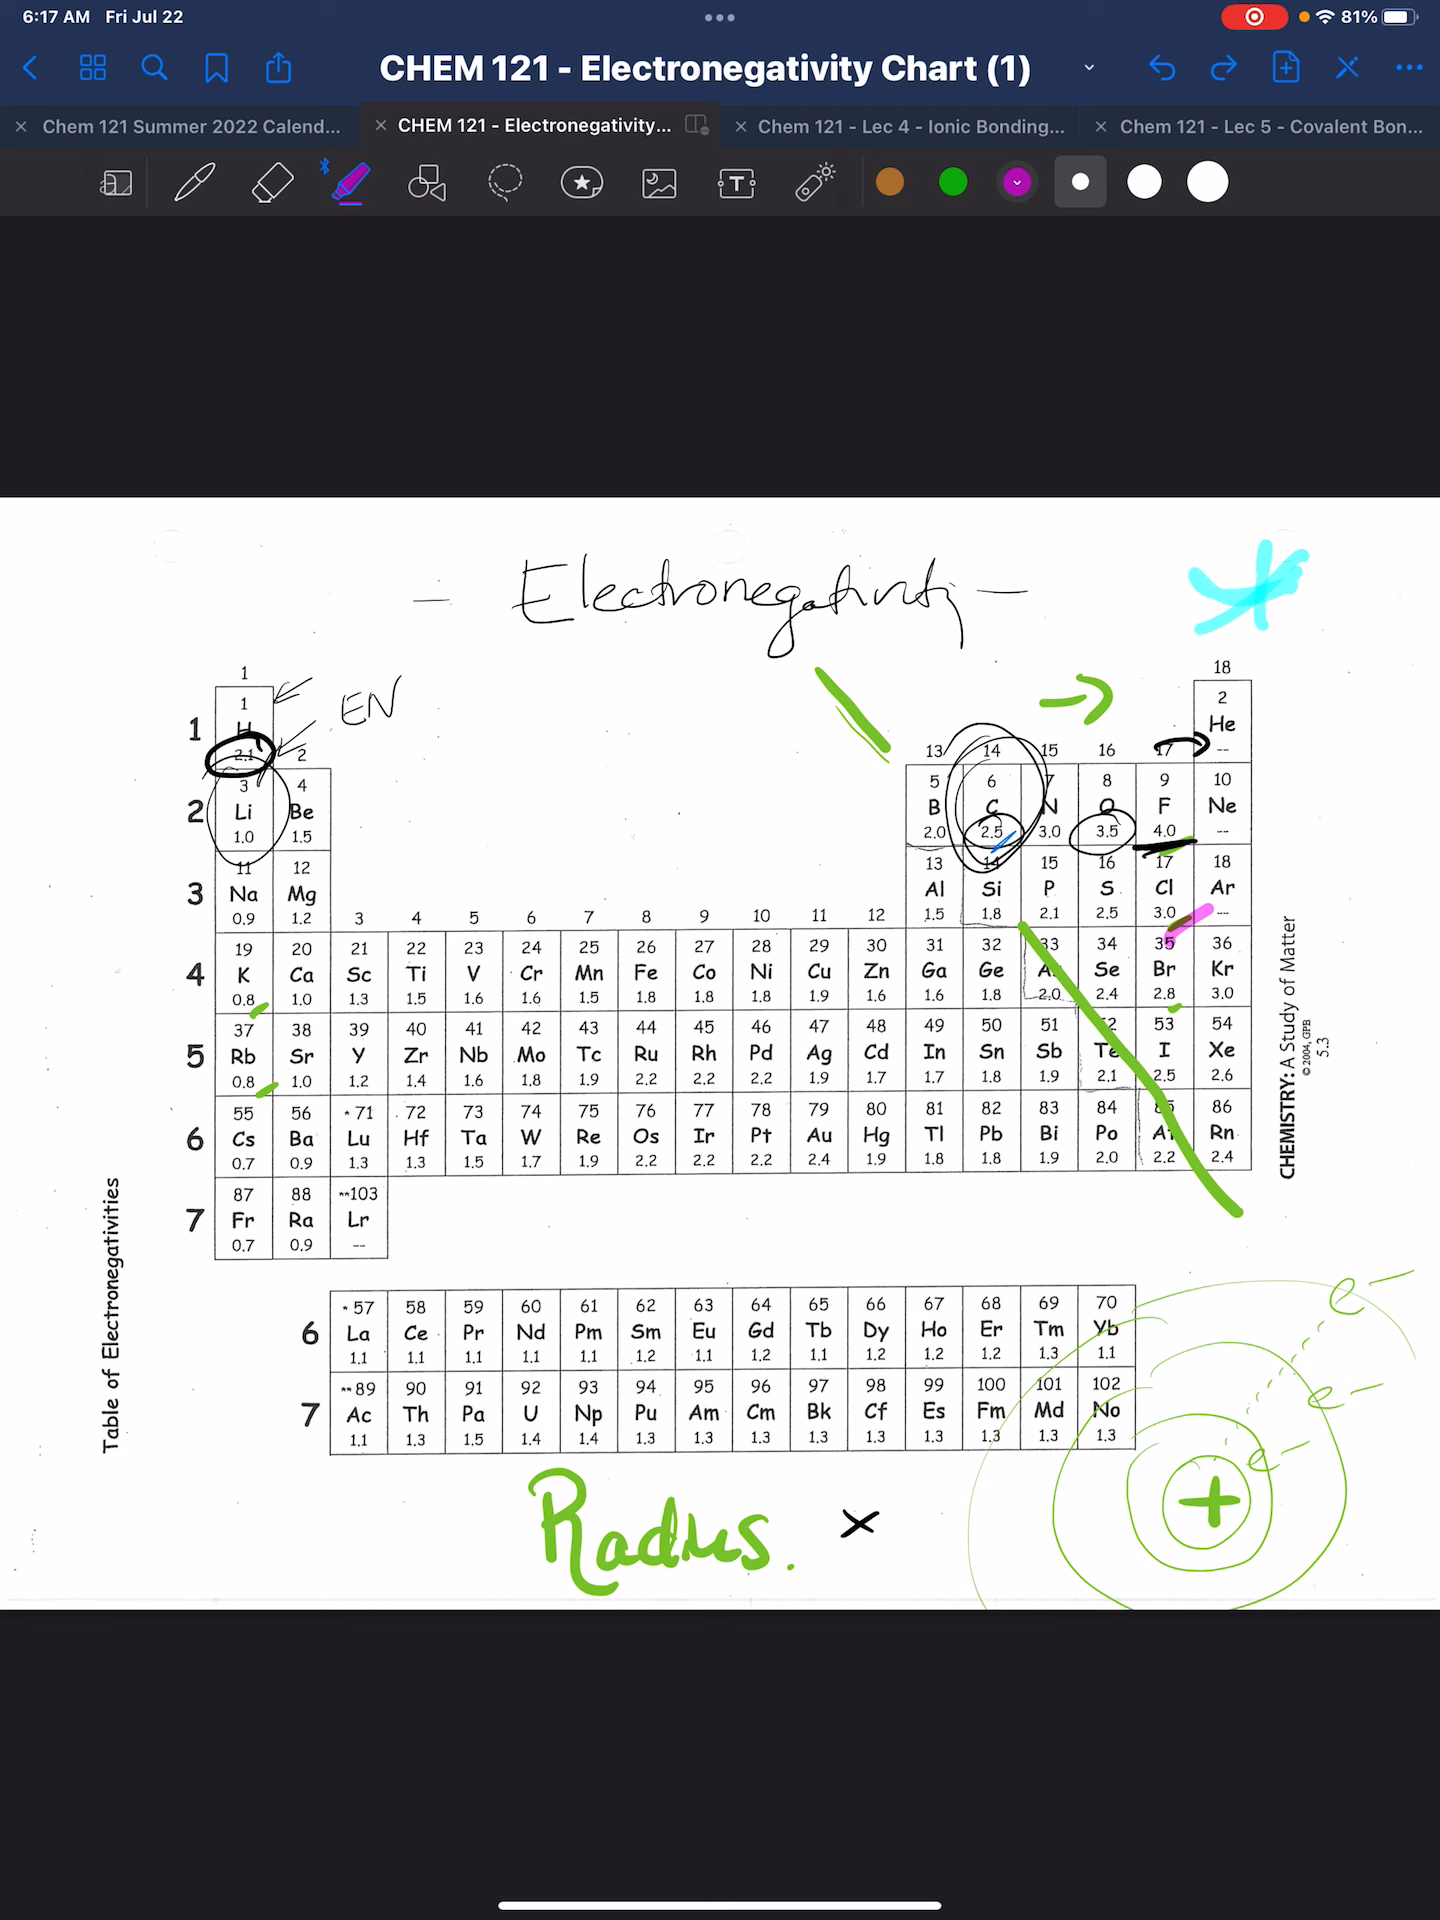 6:17 AM Fri Jul 22
81%
CHEM 121 - Electronegativity Chart (1)
Chem 121 Summer 2022 Calend...
CHEM 121 - Electronegativity...
Chem 121 - Lec 4 - Ionic Bonding...
Chem 121 - Lec 5 - Covalent Bon...
- Electronegativity -
EN
1 18
1 2
1 H He
2.1 2 13 14 15 16 17 --
3 4 5 6 7 8 9 10
2 Li Be B C N O F Ne
1.0 1.5 2.0 2.5 3.0 3.5 4.0 --
11 12 13 14 15 16 17 18
3 Na Mg Al Si P S Cl Ar
0.9 1.2 3 4 5 6 7 8 9 10 11 12 1.5 1.8 2.1 2.5 3.0 --
19 20 21 22 23 24 25 26 27 28 29 30 31 32 33 34 35 36
4 K Ca Sc Ti V Cr Mn Fe Co Ni Cu Zn Ga Ge As Se Br Kr
0.8 1.0 1.3 1.5 1.6 1.6 1.5 1.8 1.8 1.8 1.9 1.6 1.6 1.8 2.0 2.4 2.8 3.0
37 38 39 40 41 42 43 44 45 46 47 48 49 50 51 52 53 54
5 Rb Sr Y Zr Nb Mo Tc Ru Rh Pd Ag Cd In Sn Sb Te I Xe
0.8 1.0 1.2 1.4 1.6 1.8 1.9 2.2 2.2 2.2 1.9 1.7 1.7 1.8 1.9 2.1 2.5 2.6
55 56 *71 72 73 74 75 76 77 78 79 80 81 82 83 84 85 86
6 Cs Ba Lu Hf Ta W Re Os Ir Pt Au Hg Tl Pb Bi Po At Rn
0.7 0.9 1.3 1.3 1.5 1.7 1.9 2.2 2.2 2.2 2.4 1.9 1.8 1.8 1.9 2.0 2.2 2.4
87 88 **103
7 Fr Ra Lr
0.7 0.9 --
*57 58 59 60 61 62 63 64 65 66 67 68 69 70
6 La Ce Pr Nd Pm Sm Eu Gd Tb Dy Ho Er Tm Yb
1.1 1.1 1.1 1.1 1.1 1.2 1.1 1.2 1.1 1.2 1.2 1.2 1.3 1.1
**89 90 91 92 93 94 95 96 97 98 99 100 101 102
7 Ac Th Pa U Np Pu Am Cm Bk Cf Es Fm Md No
1.1 1.3 1.5 1.4 1.4 1.3 1.3 1.3 1.3 1.3 1.3 1.3 1.3 1.3
Table of Electronegativities
CHEMISTRY: A Study of Matter
© 2004, GPB
5.3
e-
e-
e-
+
Radius.
x